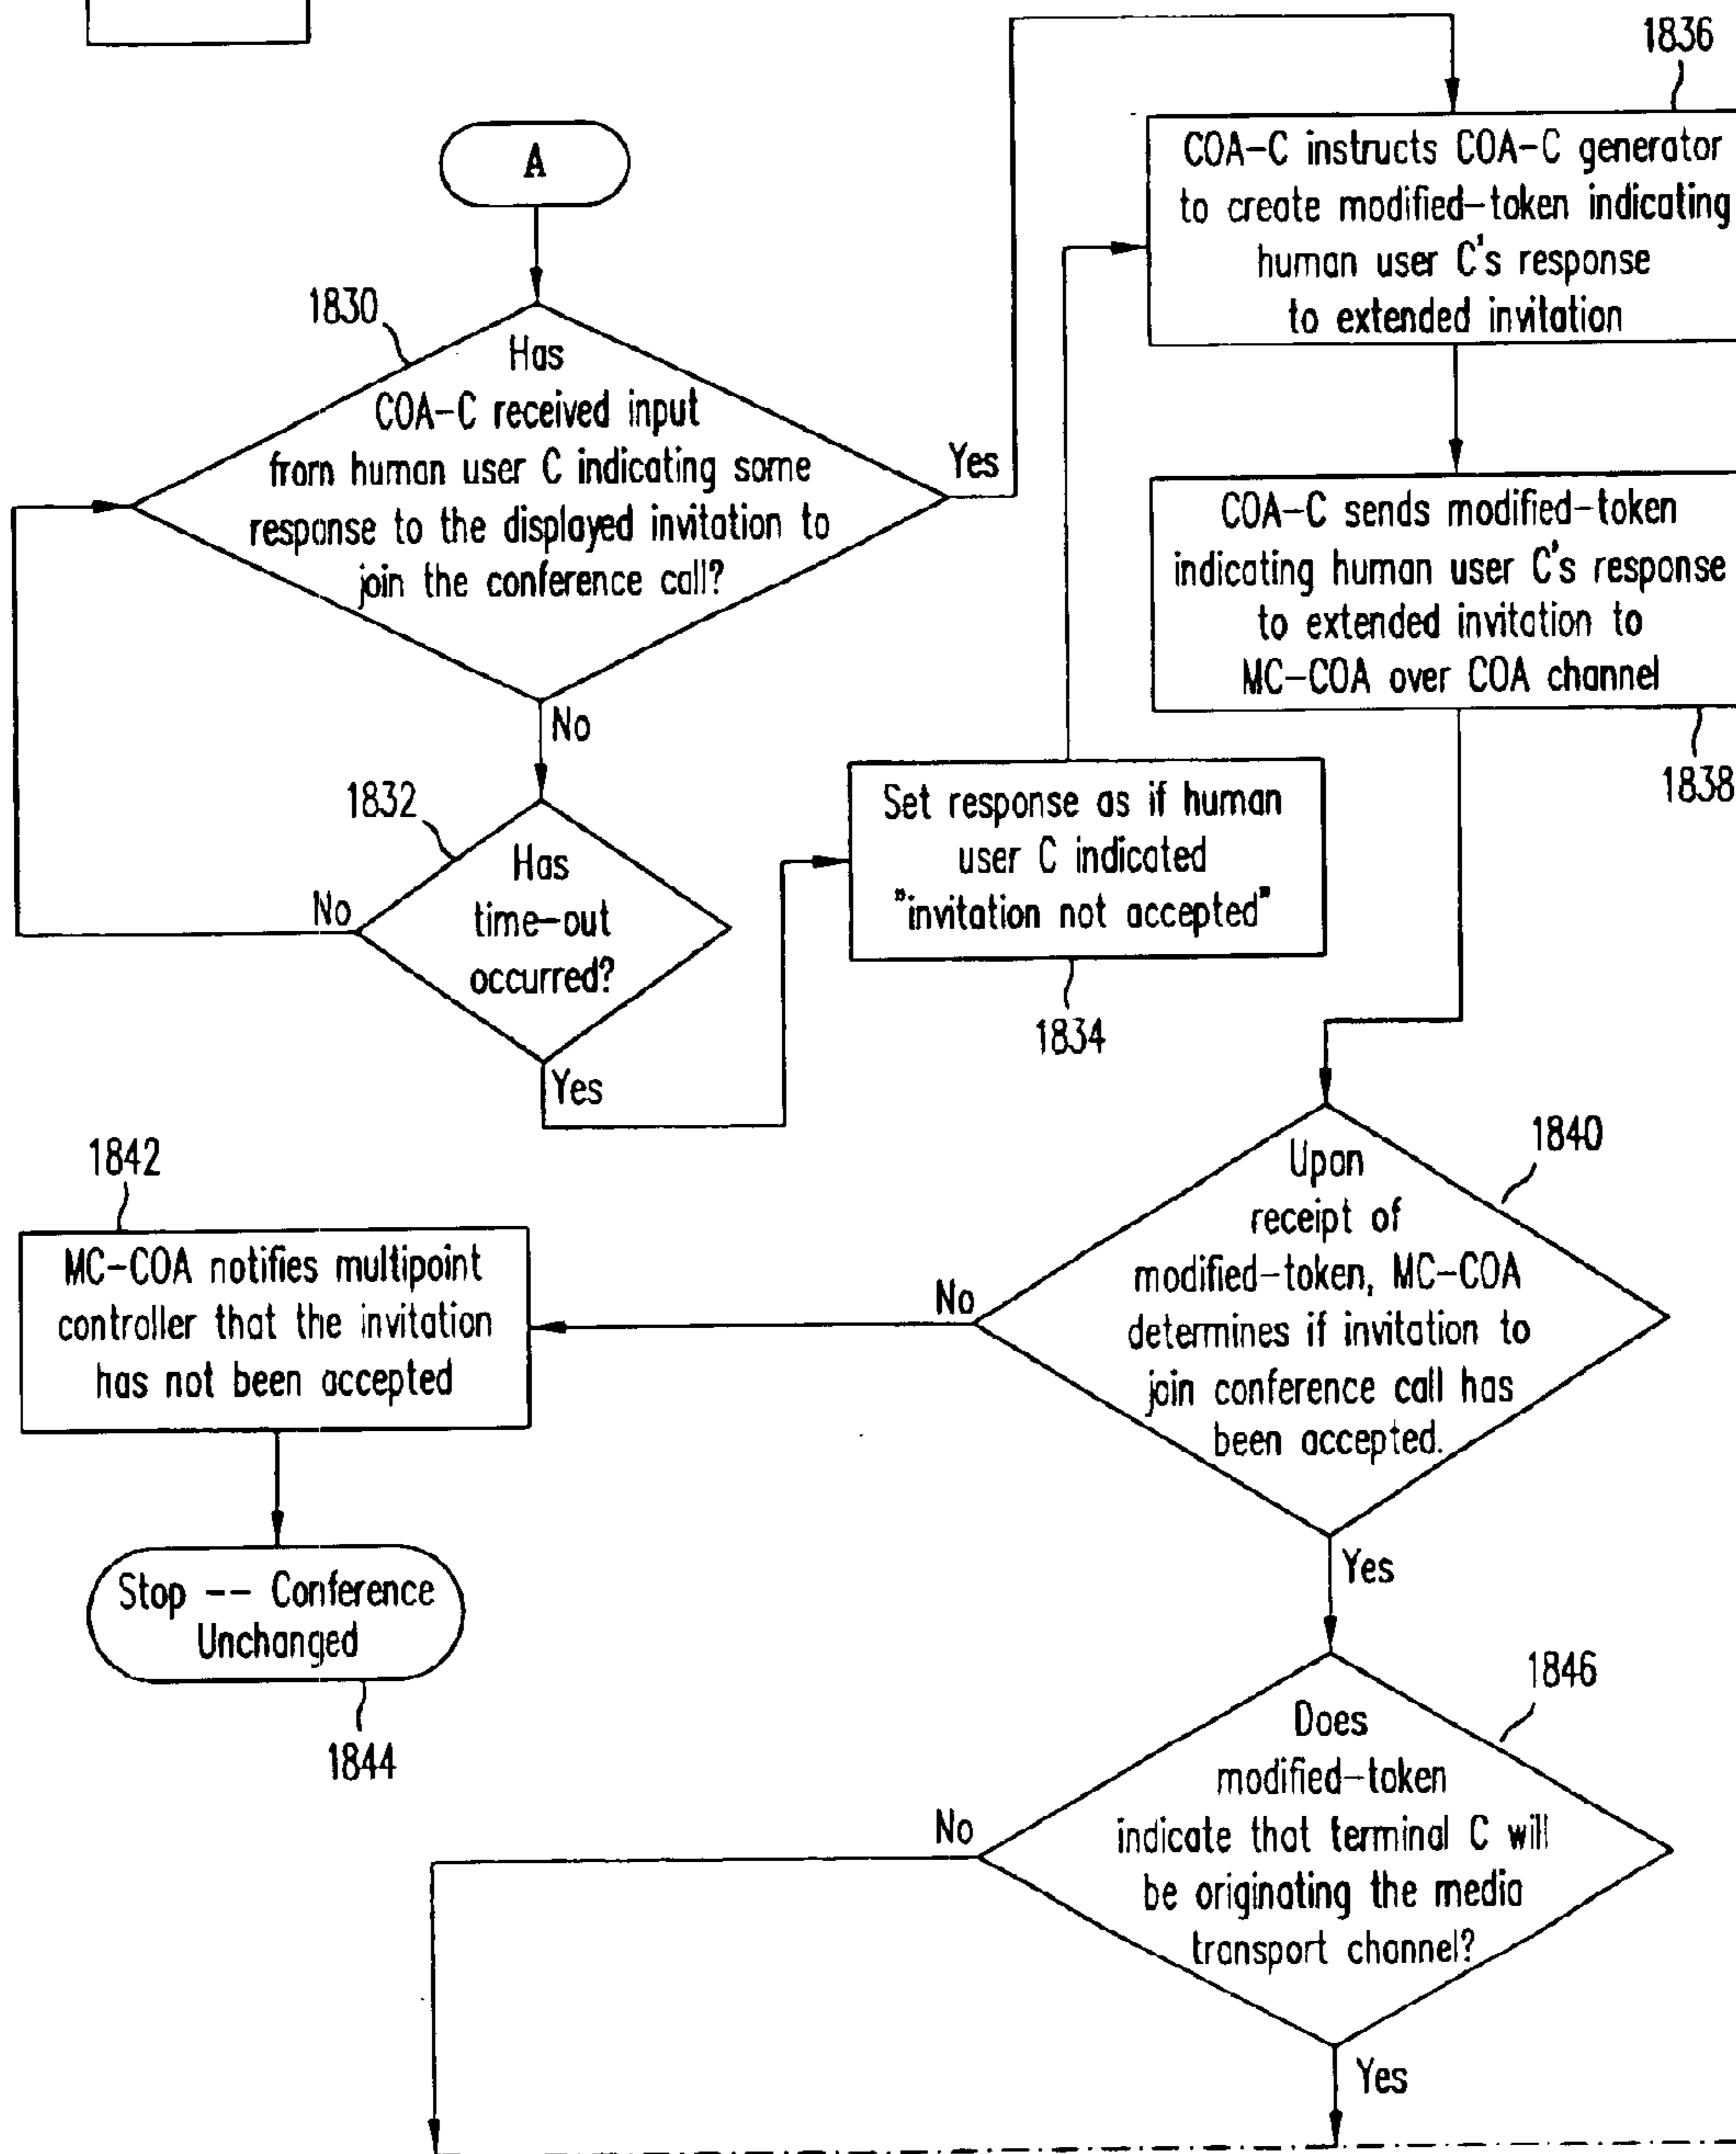 A
1830
Has
COA-C received input
from human user C indicating some
response to the displayed invitation to
join the conference call?
Yes
No
1832
Has
time-out
occurred?
No
Yes
Set response as if human
user C indicated
"invitation not accepted"
1834
1836
COA-C instructs COA-C generator
to create modified-token indicating
human user C's response
to extended invitation
COA-C sends modified-token
indicating human user C's response
to extended invitation to
MC-COA over COA channel
1838
1840
Upon
receipt of
modified-token, MC-COA
determines if invitation to
join conference call has
been accepted.
No
Yes
1842
MC-COA notifies multipoint
controller that the invitation
has not been accepted
Stop -- Conference
Unchanged
1844
1846
Does
modified-token
indicate that terminal C will
be originating the media
transport channel?
No
Yes